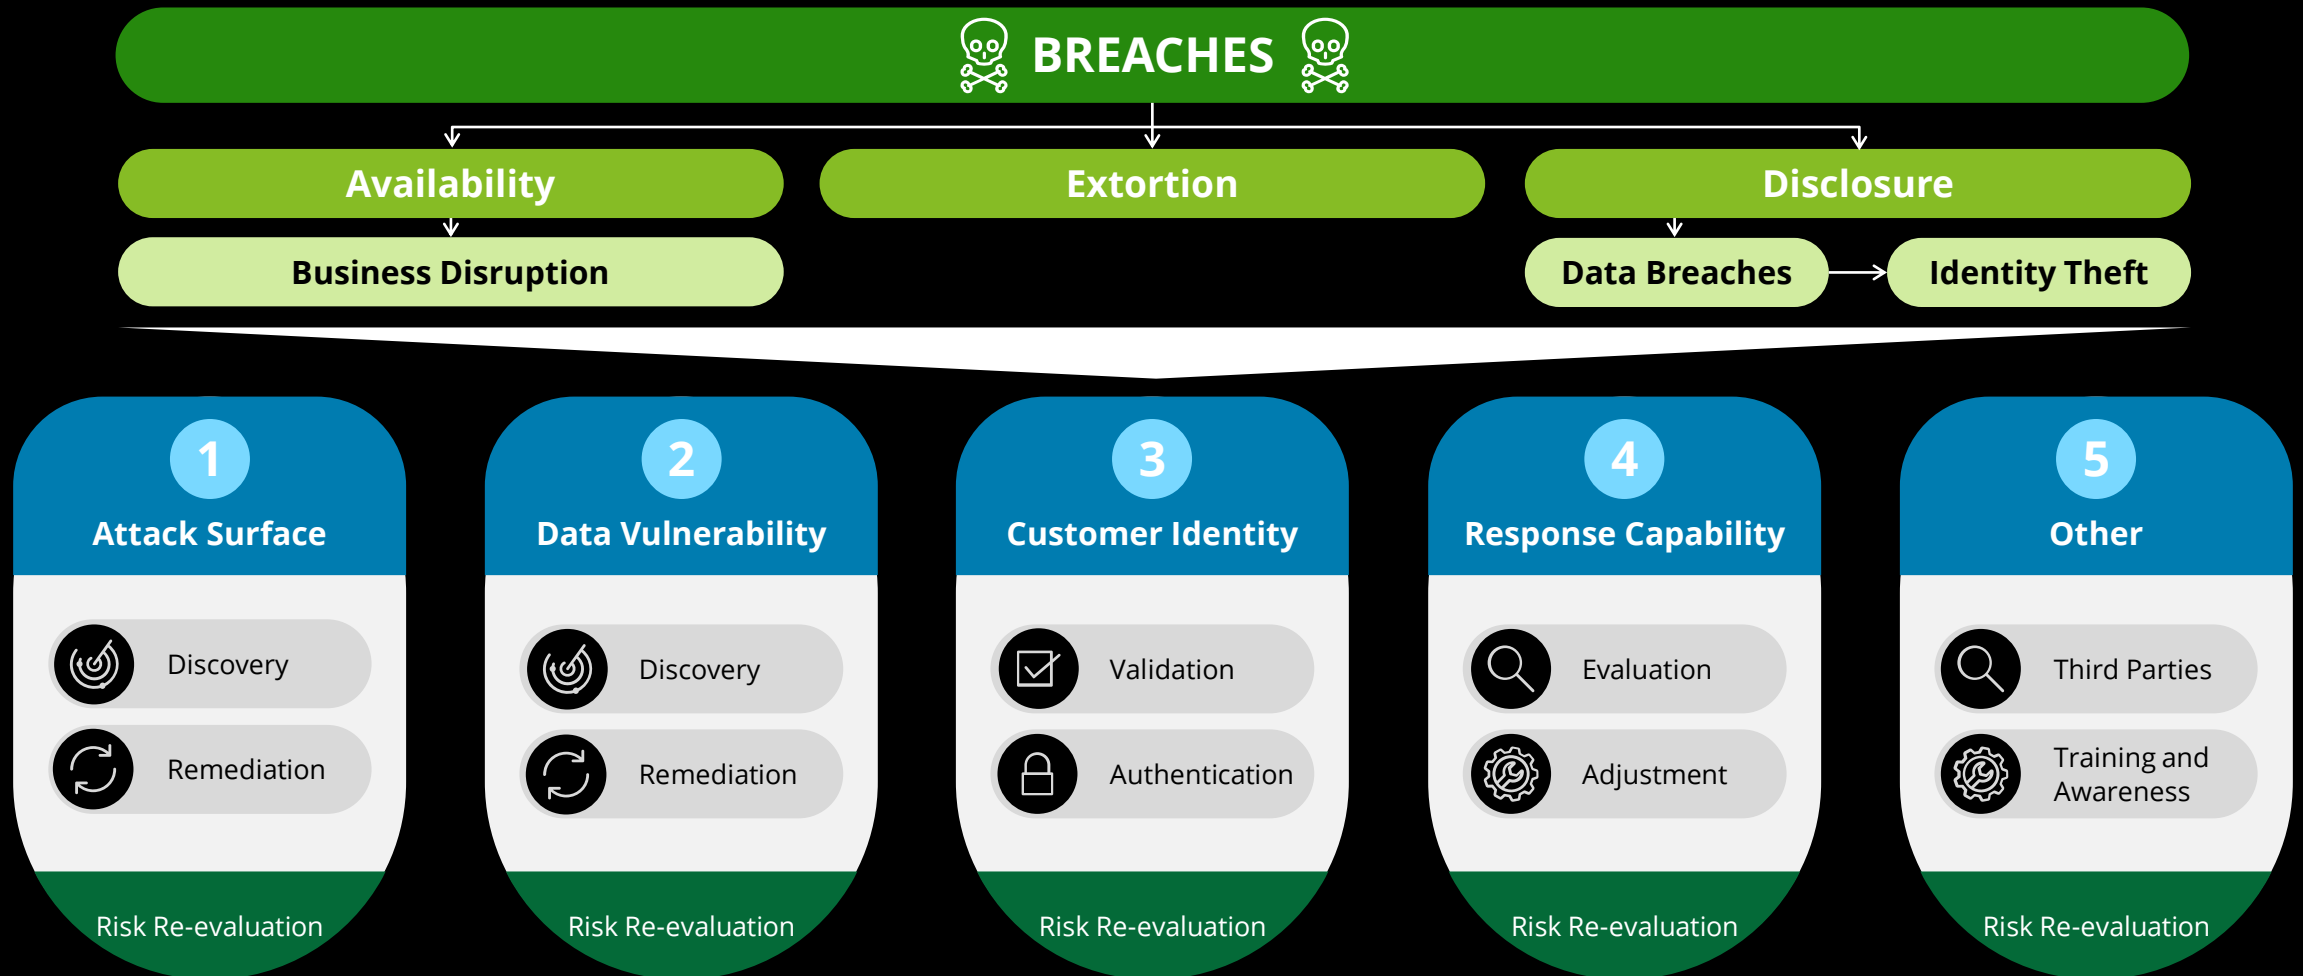 BREACHES
Availability
Extortion
Disclosure
Business Disruption
Data Breaches
Identity Theft
1
Attack Surface
Discovery
Remediation
Risk Re-evaluation
2
Data Vulnerability
Discovery
Remediation
Risk Re-evaluation
3
Customer Identity
Validation
Authentication
Risk Re-evaluation
4
Response Capability
Evaluation
Adjustment
Risk Re-evaluation
5
Other
Third Parties
Training and
Awareness
Risk Re-evaluation